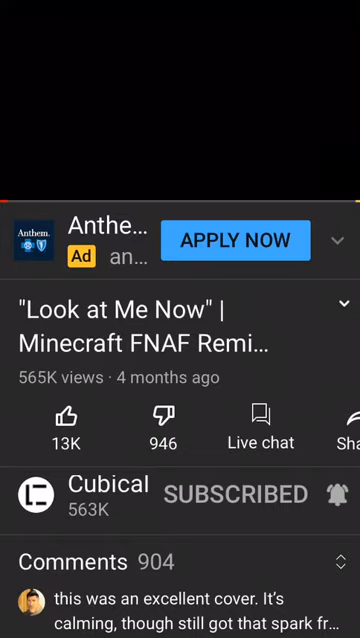 Anthem.
Anthe...
APPLY NOW
Ad
an...
"Look at Me Now" |
Minecraft FNAF Remi...
565K views · 4 months ago
13K
946
Live chat
Sha
Cubical
563K
SUBSCRIBED
Comments 904
this was an excellent cover. It's
calming, though still got that spark fr...